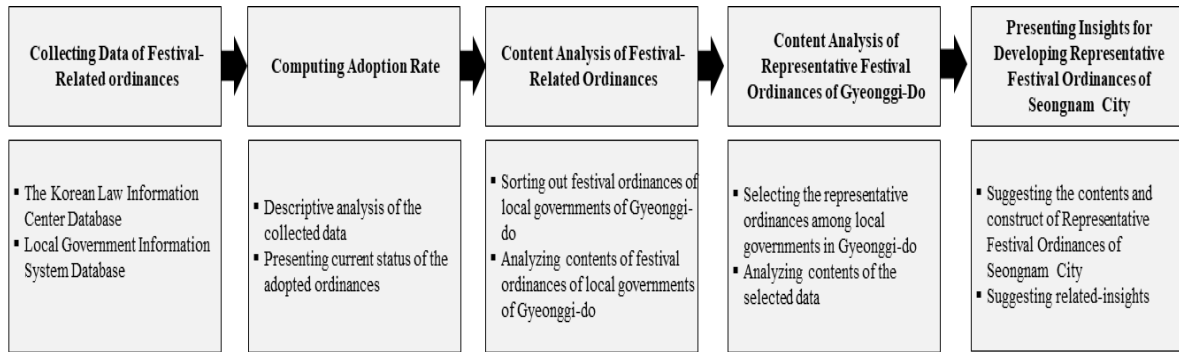 Collecting Data of Festival-
Related ordinances
Computing Adoption Rate
Content Analysis of Festival-
Related Ordinances
Content Analysis of
Representative Festival
Ordinances of Gyeonggi-Do
Presenting Insights for
Developing Representative
Festival Ordinances of
Seongnam City
▪ The Korean Law Information
Center Database
▪ Local Government Information
System Database
▪ Descriptive analysis of the
collected data
▪ Presenting current status of the
adopted ordinances
▪ Sorting out festival ordinances of
local governments of Gyeonggi-
do
▪ Analyzing contents of festival
ordinances of local governments
of Gyeonggi-do
▪ Selecting the representative
ordinances among local
governments in Gyeonggi-do
▪ Analyzing contents of the
selected data
▪ Suggesting the contents and
construct of Representative
Festival Ordinances of
Seongnam City
▪ Suggesting related-insights